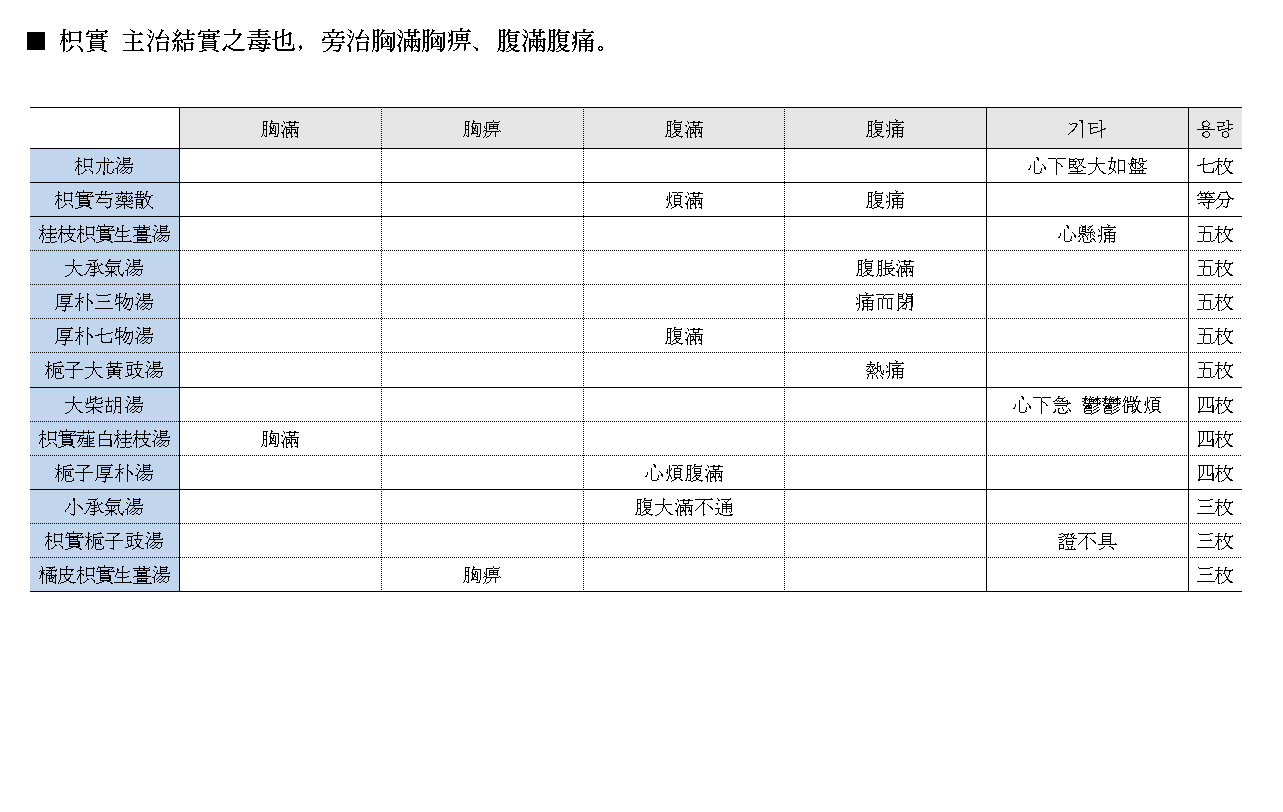 ■ 枳實 主治結實之毒也，旁治胸滿胸痹、腹滿腹痛。
胸滿 胸痹 腹滿 腹痛 기타 용량
枳朮湯 心下堅大如盤 七枚
枳實芍藥散 煩滿 腹痛 等分
桂枝枳實生薑湯 心懸痛 五枚
大承氣湯 腹脹滿 五枚
厚朴三物湯 痛而閉 五枚
厚朴七物湯 腹滿 五枚
梔子大黃豉湯 熱痛 五枚
大柴胡湯 心下急 鬱鬱微煩 四枚
枳實薤白桂枝湯 胸滿 四枚
梔子厚朴湯 心煩腹滿 四枚
小承氣湯 腹大滿不通 三枚
枳實梔子豉湯 證不具 三枚
橘皮枳實生薑湯 胸痹 三枚